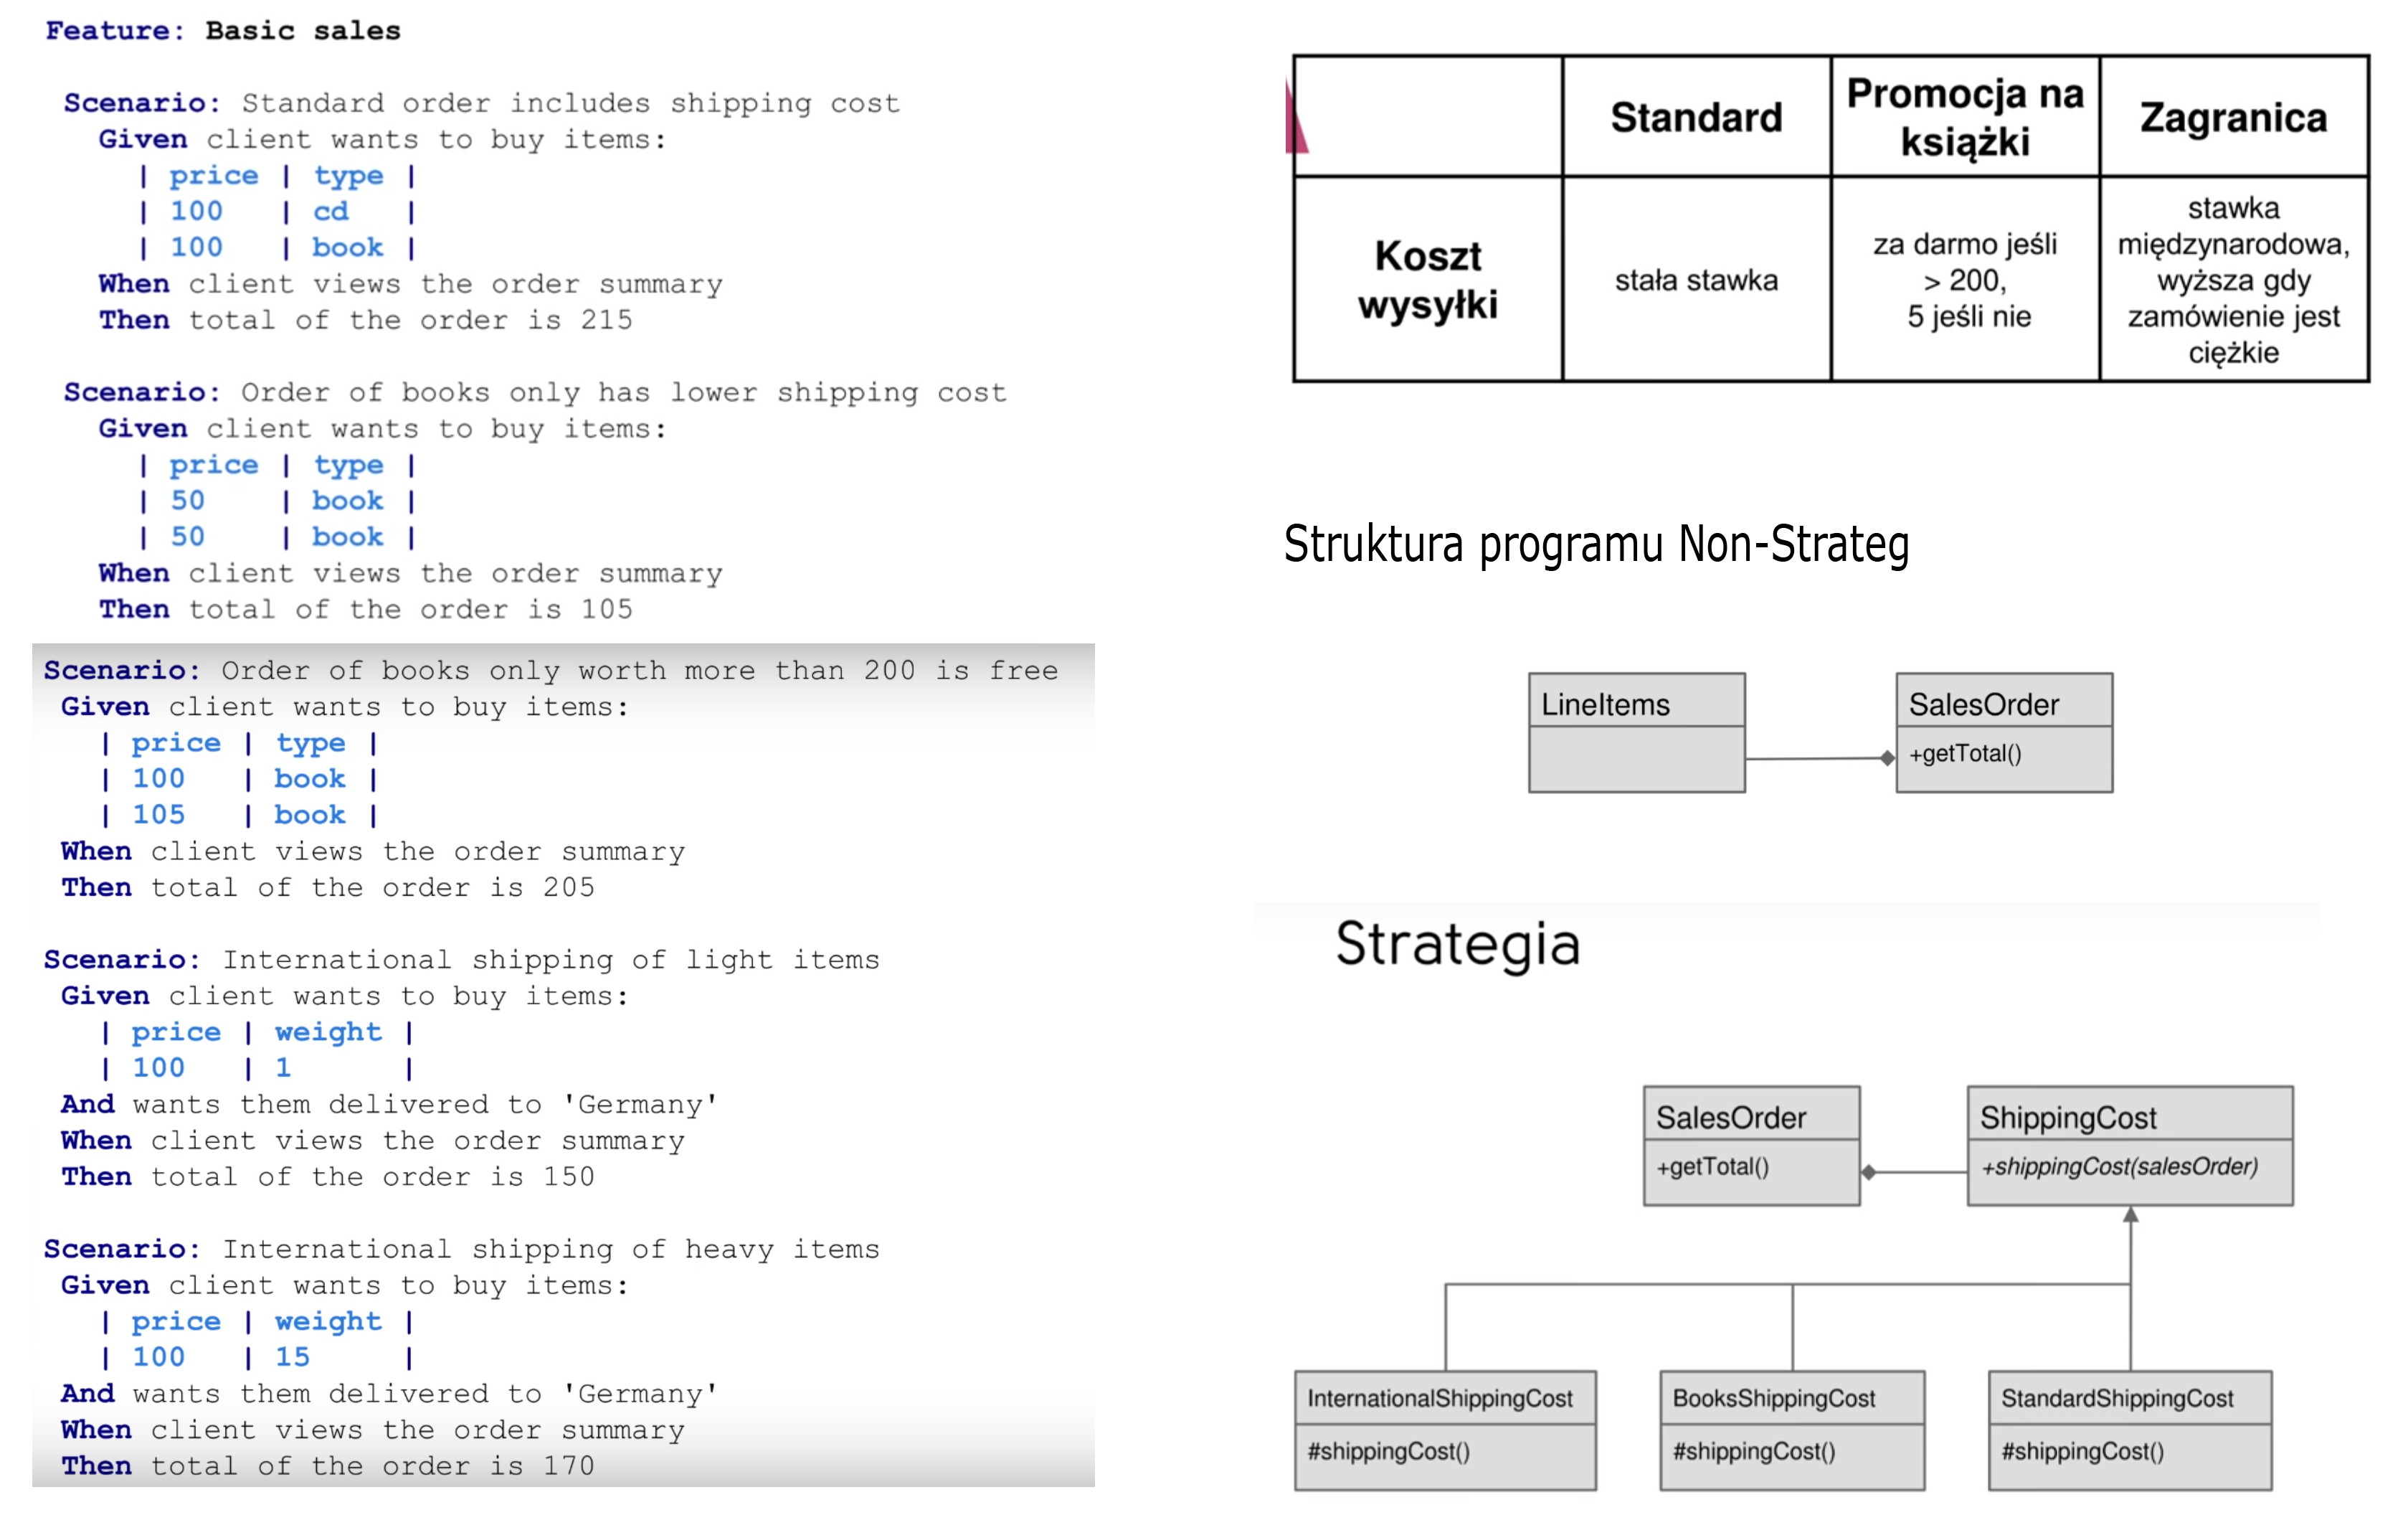 Feature: Basic sales
Scenario: Standard order includes shipping cost
Given client wants to buy items:
| price | type |
| 100 | cd |
| 100 | book |
When client views the order summary
Then total of the order is 215
Scenario: Order of books only has lower shipping cost
Given client wants to buy items:
| price | type |
| 50 | book |
| 50 | book |
When client views the order summary
Then total of the order is 105
Scenario: Order of books only worth more than 200 is free
Given client wants to buy items:
| price | type |
| 100 | book |
| 105 | book |
When client views the order summary
Then total of the order is 205
Scenario: International shipping of light items
Given client wants to buy items:
| price | weight |
| 100 | 1 |
And wants them delivered to 'Germany'
When client views the order summary
Then total of the order is 150
Scenario: International shipping of heavy items
Given client wants to buy items:
| price | weight |
| 100 | 15 |
And wants them delivered to 'Germany'
When client views the order summary
Then total of the order is 170
Standard
Promocja na
książki
Zagranica
Koszt
wysyłki
stała stawka
za darmo jeśli
> 200,
5 jeśli nie
stawka
międzynarodowa,
wyższa gdy
zamówienie jest
ciężkie
Struktura programu Non-Strateg
LineItems
SalesOrder
+getTotal()
Strategia
SalesOrder
+getTotal()
ShippingCost
+shippingCost(salesOrder)
InternationalShippingCost
#shippingCost()
BooksShippingCost
#shippingCost()
StandardShippingCost
#shippingCost()